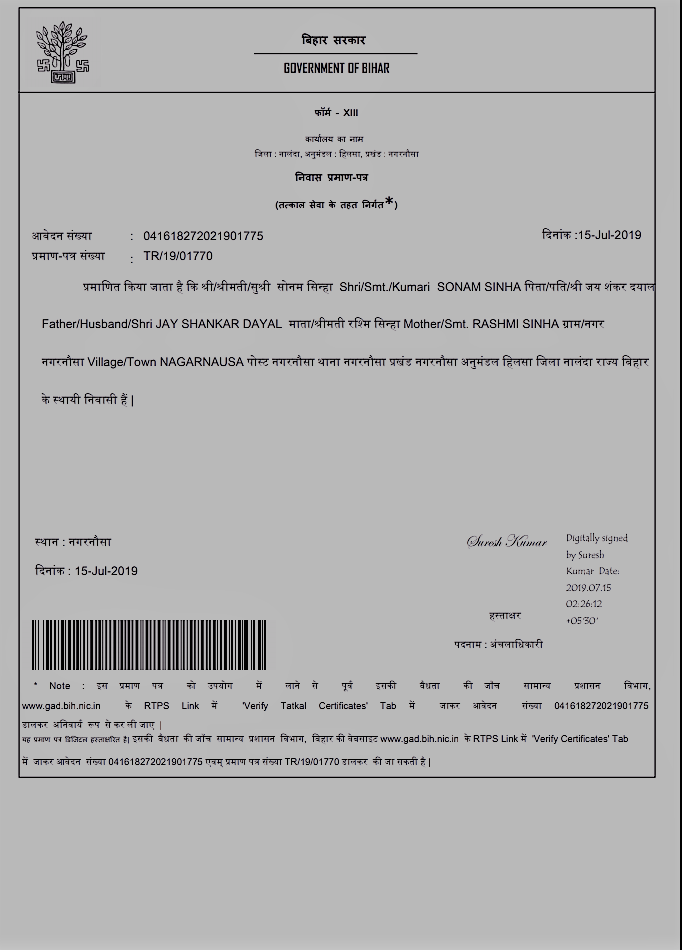 बिहार सरकार
GOVERNMENT OF BIHAR
फॉर्म - XIII
कार्यालय का नाम
जिला : नालंदा, अनुमंडल : हिलसा, प्रखंड : नगरनौसा
निवास प्रमाण-पत्र
(तत्काल सेवा के तहत निर्गत*)
आवेदन संख्या : 041618272021901775 दिनांक :15-Jul-2019
प्रमाण-पत्र संख्या : TR/19/01770
प्रमाणित किया जाता है कि श्री/श्रीमती/सुश्री सोनम सिन्हा Shri/Smt./Kumari SONAM SINHA पिता/पति/श्री जय शंकर दयाल
Father/Husband/Shri JAY SHANKAR DAYAL माता/श्रीमती रश्मि सिन्हा Mother/Smt. RASHMI SINHA ग्राम/नगर
नगरनौसा Village/Town NAGARNAUSA पोस्ट नगरनौसा थाना नगरनौसा प्रखंड नगरनौसा अनुमंडल हिलसा जिला नालंदा राज्य बिहार
के स्थायी निवासी हैं |
स्थान : नगरनौसा
दिनांक : 15-Jul-2019
Suresh Kumar
Digitally signed
by Suresh
Kumar Date:
2019.07.15
02:26:12
+05'30'
हस्ताक्षर
पदनाम : अंचलाधिकारी
* Note : इस प्रमाण पत्र को उपयोग में लाने से पूर्व इसकी वैधता की जाँच सामान्य प्रशासन विभाग,
www.gad.bih.nic.in के RTPS Link में 'Verify Tatkal Certificates' Tab में जाकर आवेदन संख्या 041618272021901775
डालकर अनिवार्य रूप से कर ली जाए |
यह प्रमाण पत्र डिजिटल हस्ताक्षरित है| इसकी वैधता की जाँच सामान्य प्रशासन विभाग, बिहार की वेबसाइट www.gad.bih.nic.in के RTPS Link में 'Verify Certificates' Tab
में जाकर आवेदन संख्या 041618272021901775 एवम् प्रमाण पत्र संख्या TR/19/01770 डालकर की जा सकती है |